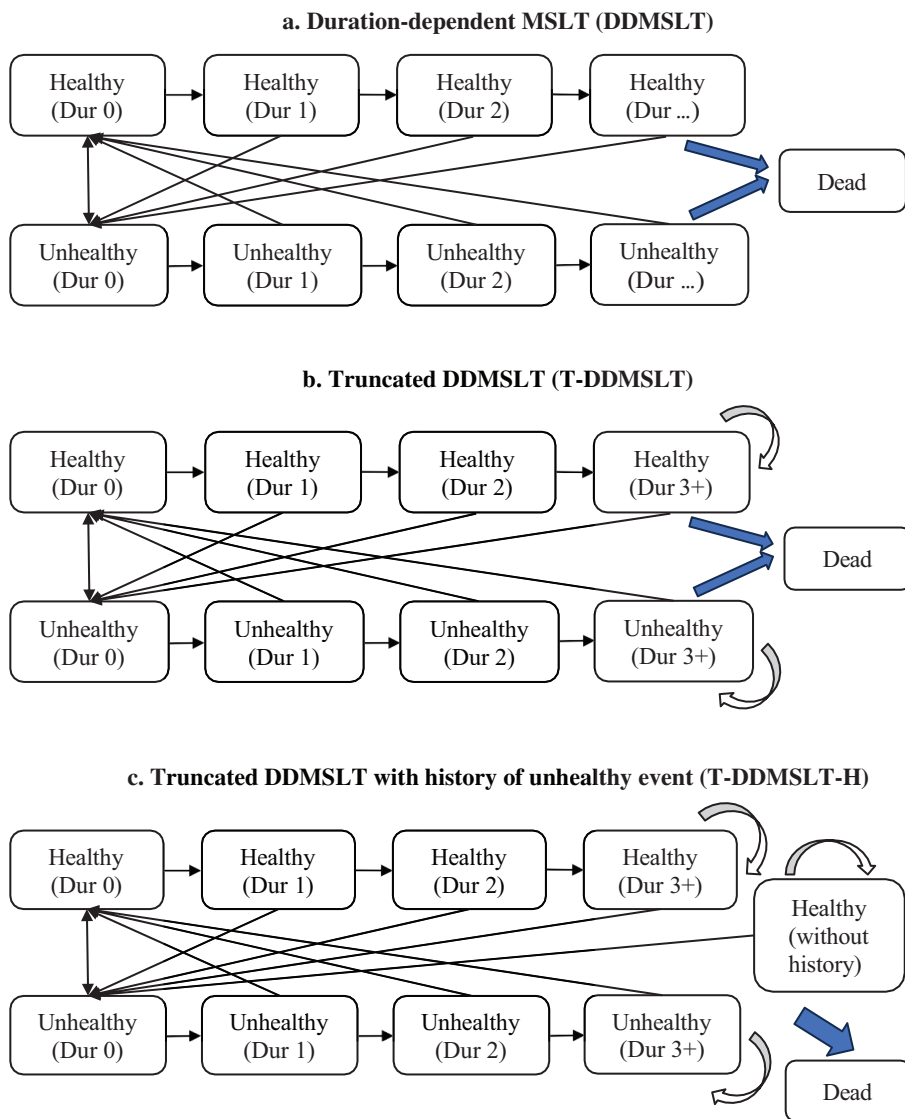 a. Duration-dependent MSLT (DDMSLT)
Healthy
(Dur 0)
Healthy
(Dur 1)
Healthy
(Dur 2)
Healthy
(Dur ...)
Dead
Unhealthy
(Dur 0)
Unhealthy
(Dur 1)
Unhealthy
(Dur 2)
Unhealthy
(Dur ...)
b. Truncated DDMSLT (T-DDMSLT)
Healthy
(Dur 0)
Healthy
(Dur 1)
Healthy
(Dur 2)
Healthy
(Dur 3+)
Dead
Unhealthy
(Dur 0)
Unhealthy
(Dur 1)
Unhealthy
(Dur 2)
Unhealthy
(Dur 3+)
c. Truncated DDMSLT with history of unhealthy event (T-DDMSLT-H)
Healthy
(Dur 0)
Healthy
(Dur 1)
Healthy
(Dur 2)
Healthy
(Dur 3+)
Healthy
(without
history)
Unhealthy
(Dur 0)
Unhealthy
(Dur 1)
Unhealthy
(Dur 2)
Unhealthy
(Dur 3+)
Dead